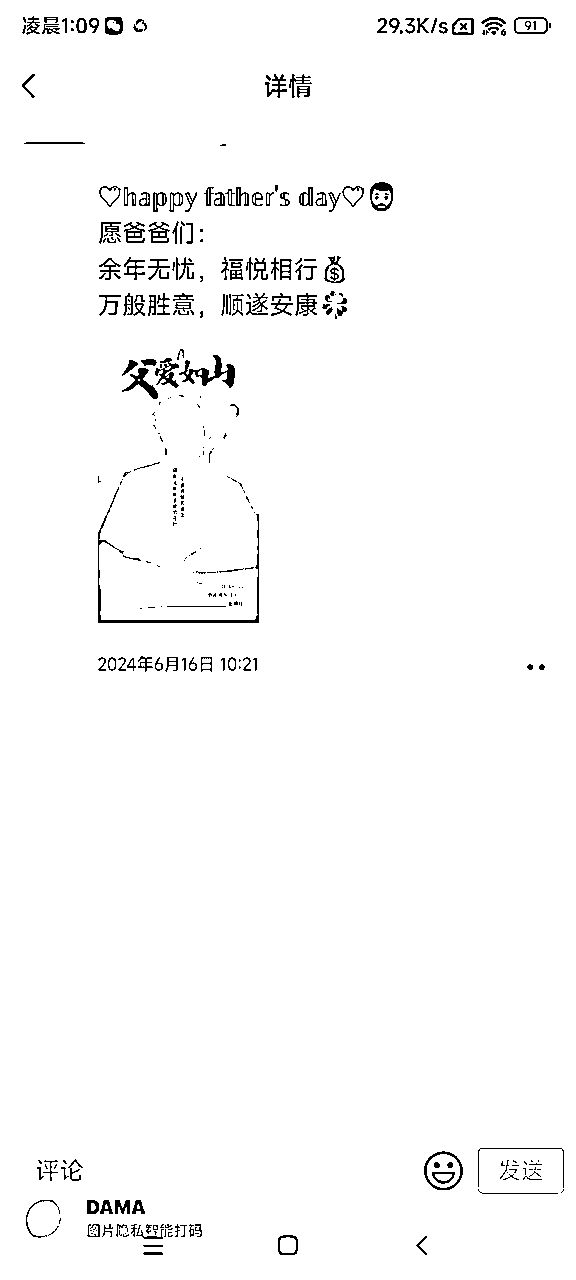 凌晨1:09
29.3K/s
91
详情
♡happy father's day♡🧔
愿爸爸们：
余年无忧，福悦相行💰
万般胜意，顺遂安康
父爱如山
2024年6月16日 10:21
评论
发送
DAMA
图片隐私智能打码